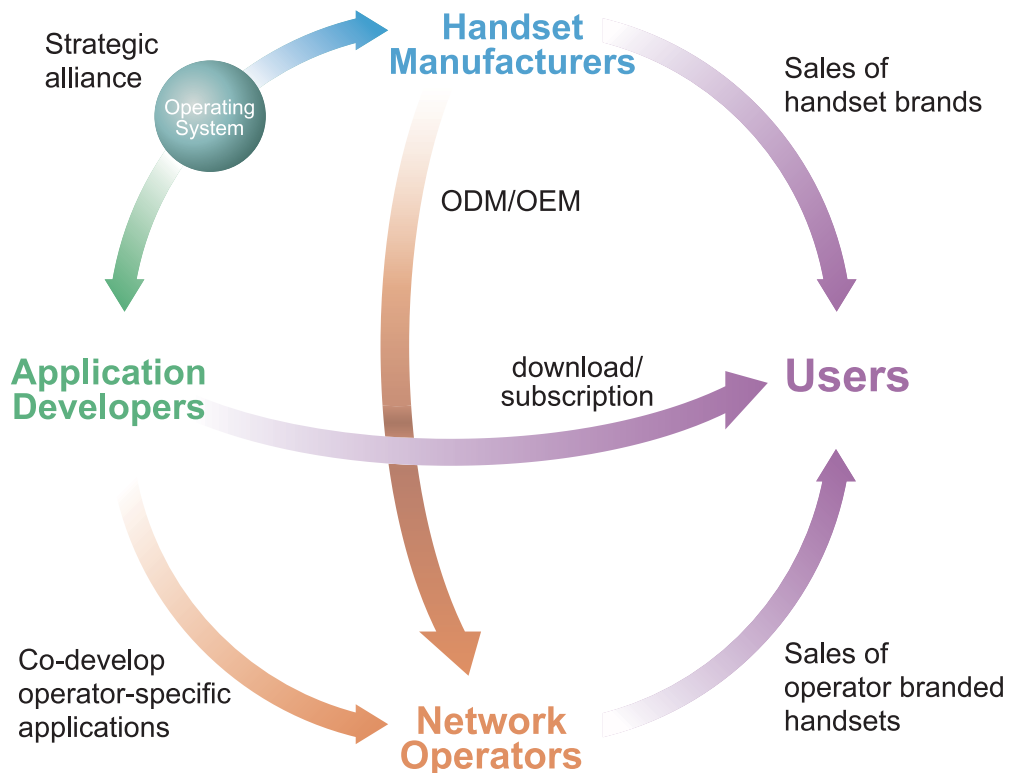 Handset
Manufacturers
Strategic
alliance
Operating
System
Sales of
handset brands
ODM/OEM
Application
Developers
download/
subscription
Users
Co-develop
operator-specific
applications
Network
Operators
Sales of
operator branded
handsets